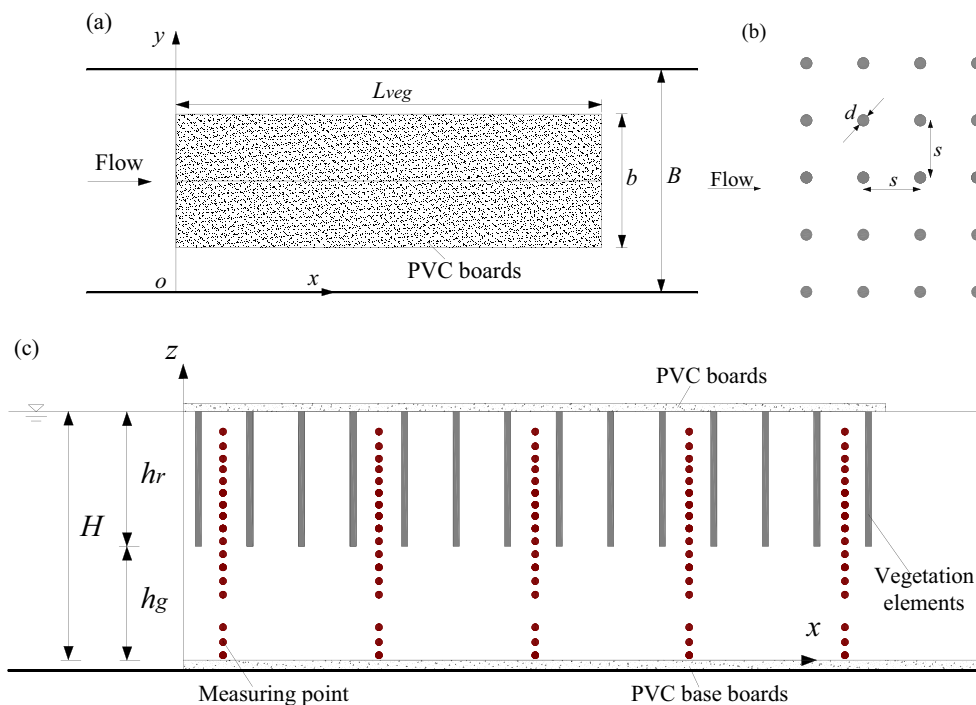 (a)
y
Lveg
Flow
b
B
PVC boards
o
x
(b)
d
s
Flow
s
(c)
z
PVC boards
hr
H
hg
Vegetation
elements
x
Measuring point
PVC base boards